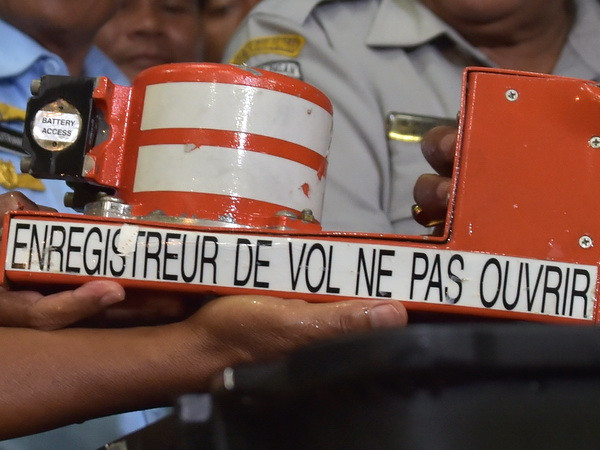 BATTERY
ACCESS
ENREGISTREUR DE VOL NE PAS OUVRIR